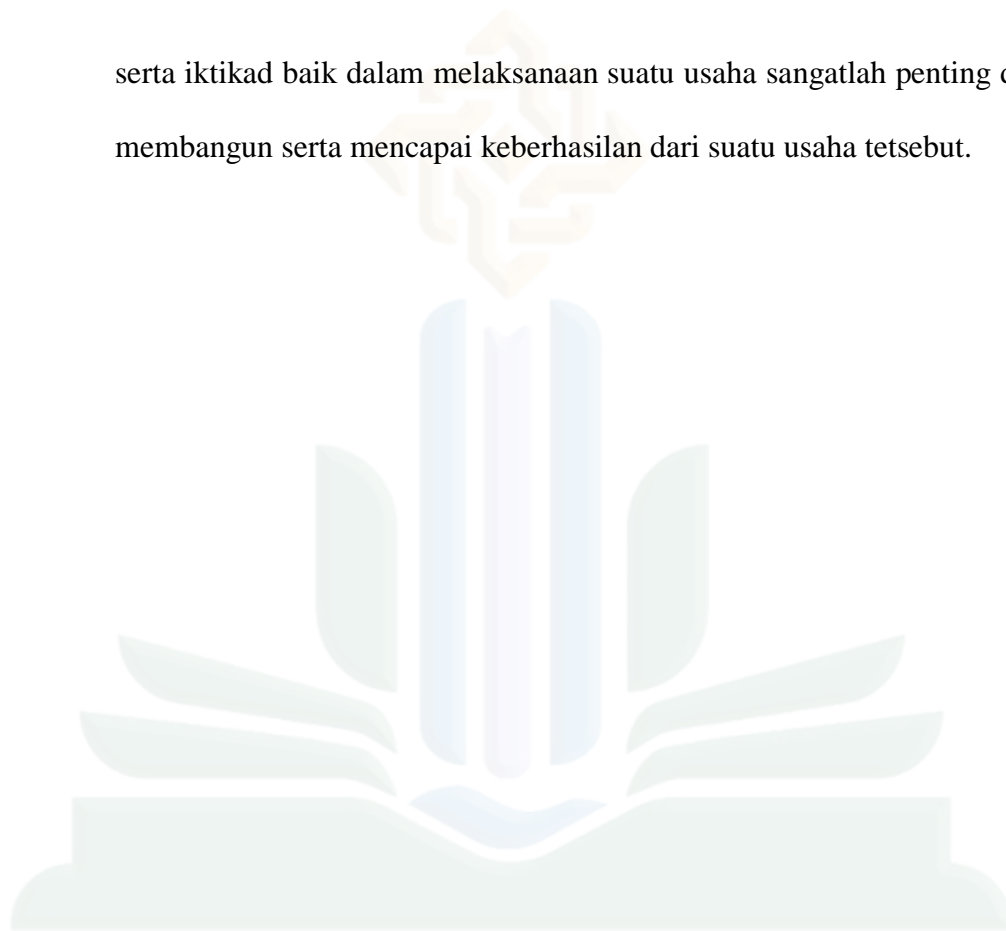 serta iktikad baik dalam melaksanaan suatu usaha sangatlah penting
membangun serta mencapai keberhasilan dari suatu usaha tetsebut.